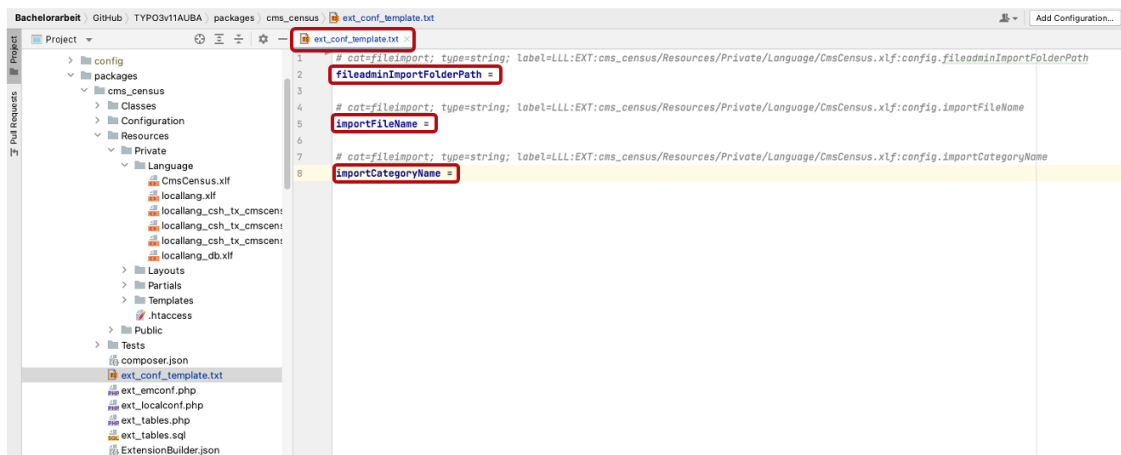 Bachelorarbeit GitHub TYPO3v11AUBA packages cms_census ext_conf_template.txt Add Configuration...
Project
Pull Requests
Project
config
packages
cms_census
Classes
Configuration
Resources
Private
Language
CmsCensus.xlf
locallang.xlf
locallang_csh_tx_cmscens
locallang_csh_tx_cmscens
locallang_csh_tx_cmscens
locallang_db.xlf
Layouts
Partials
Templates
.htaccess
Public
Tests
composer.json
ext_conf_template.txt
ext_emconf.php
ext_localconf.php
ext_tables.php
ext_tables.sql
ExtensionBuilder.json
ext_conf_template.txt
1 # cat=fileimport; type=string; label=LLL:EXT:cms_census/Resources/Private/Language/CmsCensus.xlf:config.fileadminImportFolderPath
2 fileadminImportFolderPath =
3
4 # cat=fileimport; type=string; label=LLL:EXT:cms_census/Resources/Private/Language/CmsCensus.xlf:config.importFileName
5 importFileName =
6
7 # cat=fileimport; type=string; label=LLL:EXT:cms_census/Resources/Private/Language/CmsCensus.xlf:config.importCategoryName
8 importCategoryName =